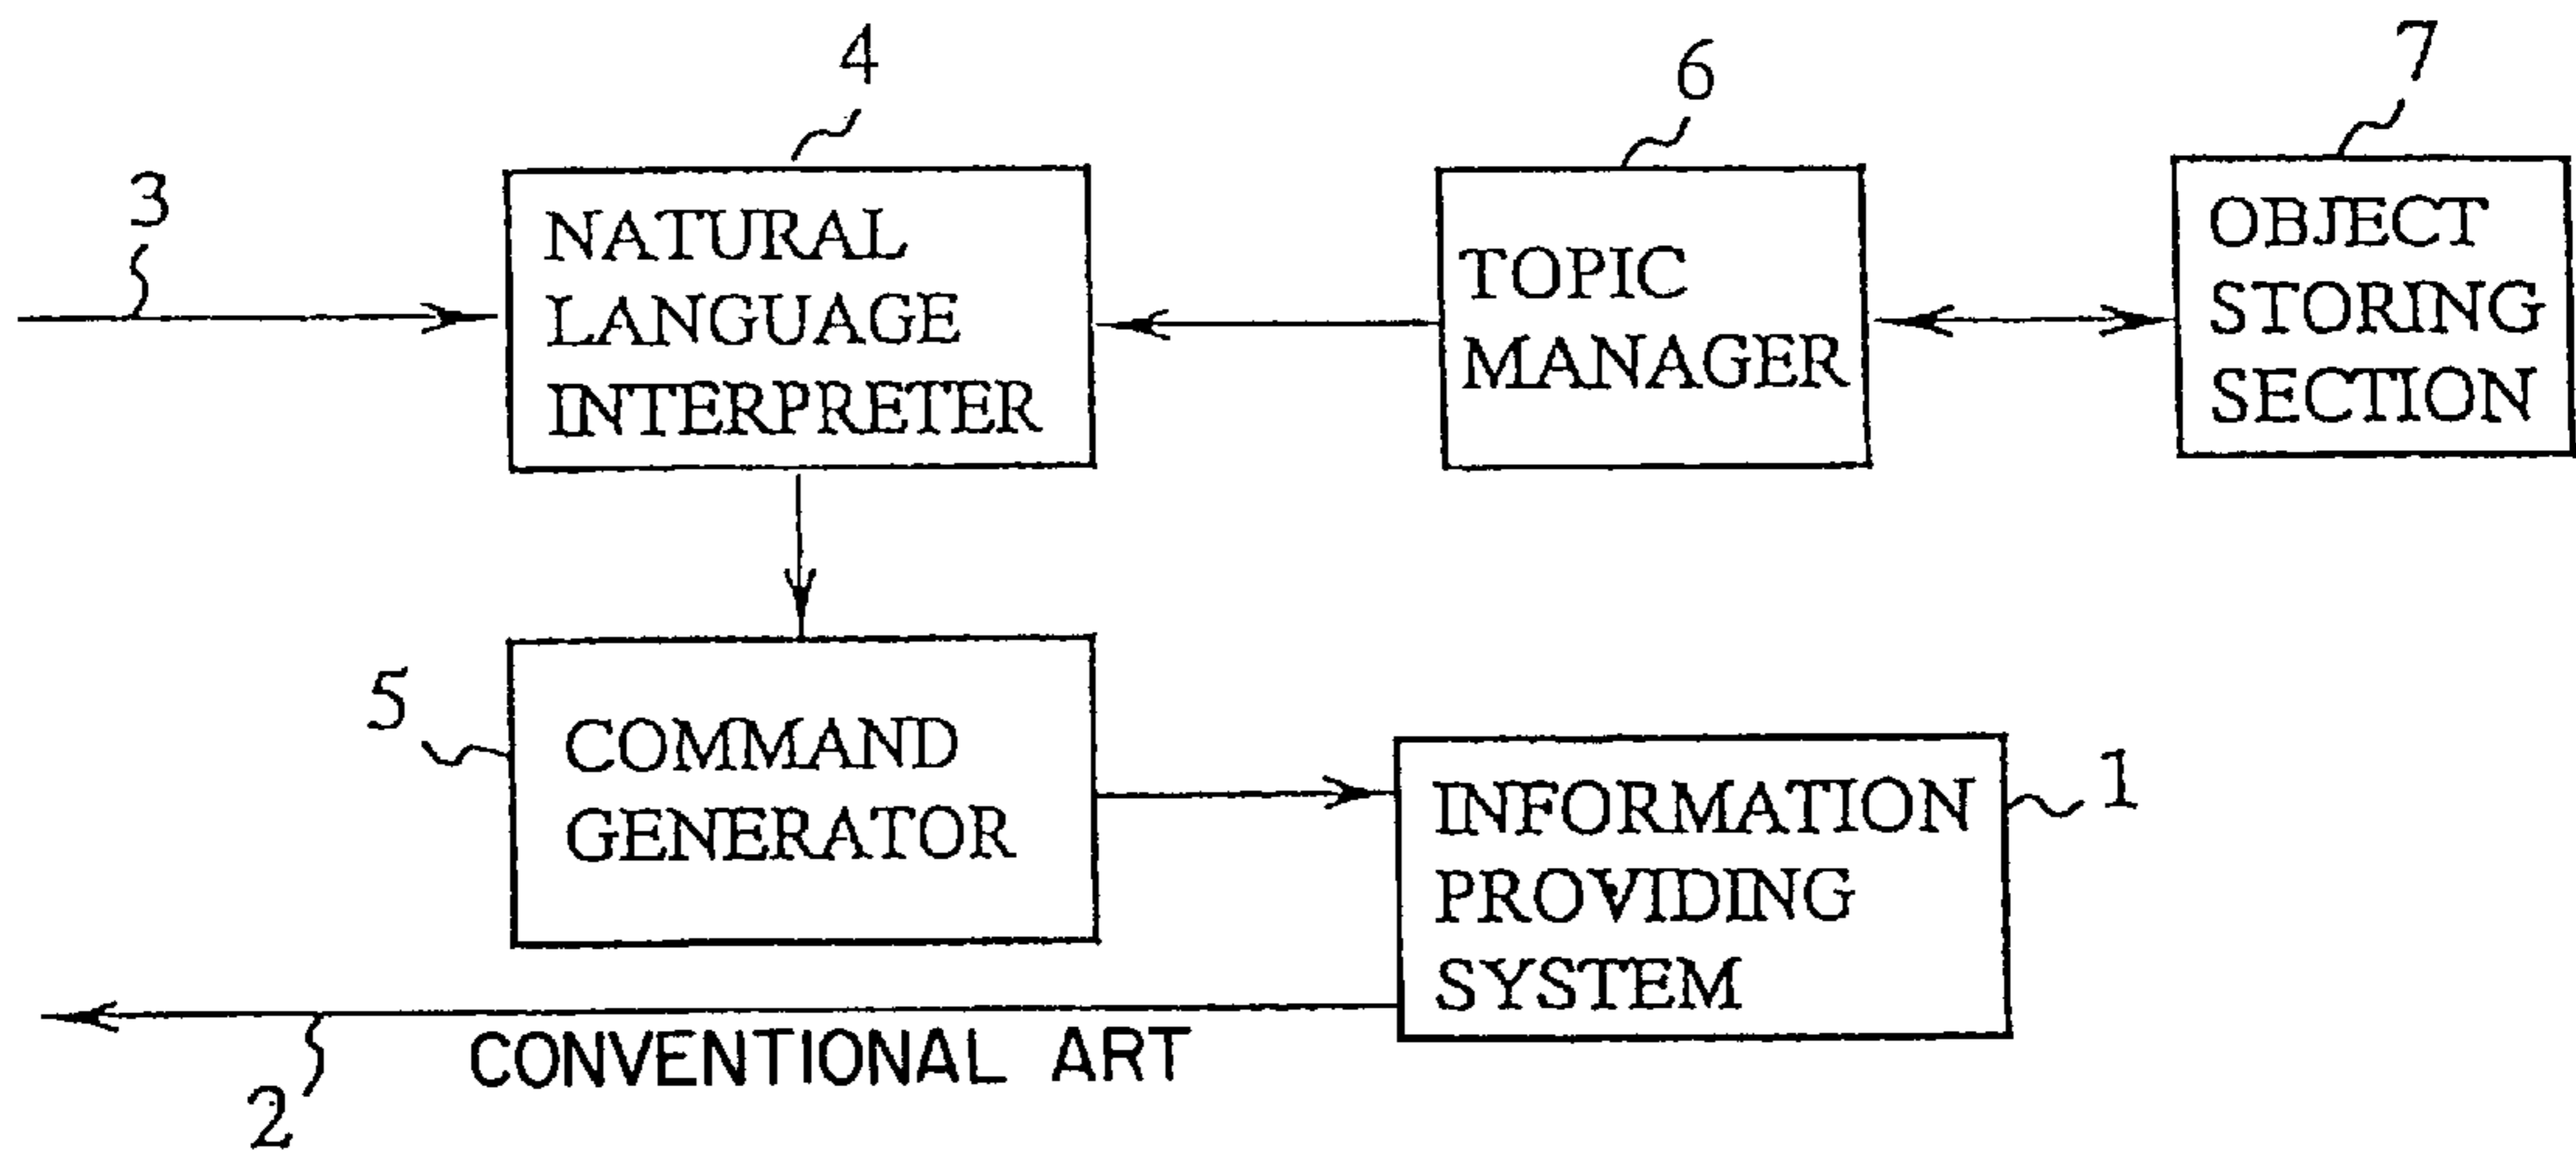 4
6
7
3
NATURAL
LANGUAGE
INTERPRETER
TOPIC
MANAGER
OBJECT
STORING
SECTION
5
COMMAND
GENERATOR
1
INFORMATION
PROVIDING
SYSTEM
2
CONVENTIONAL ART